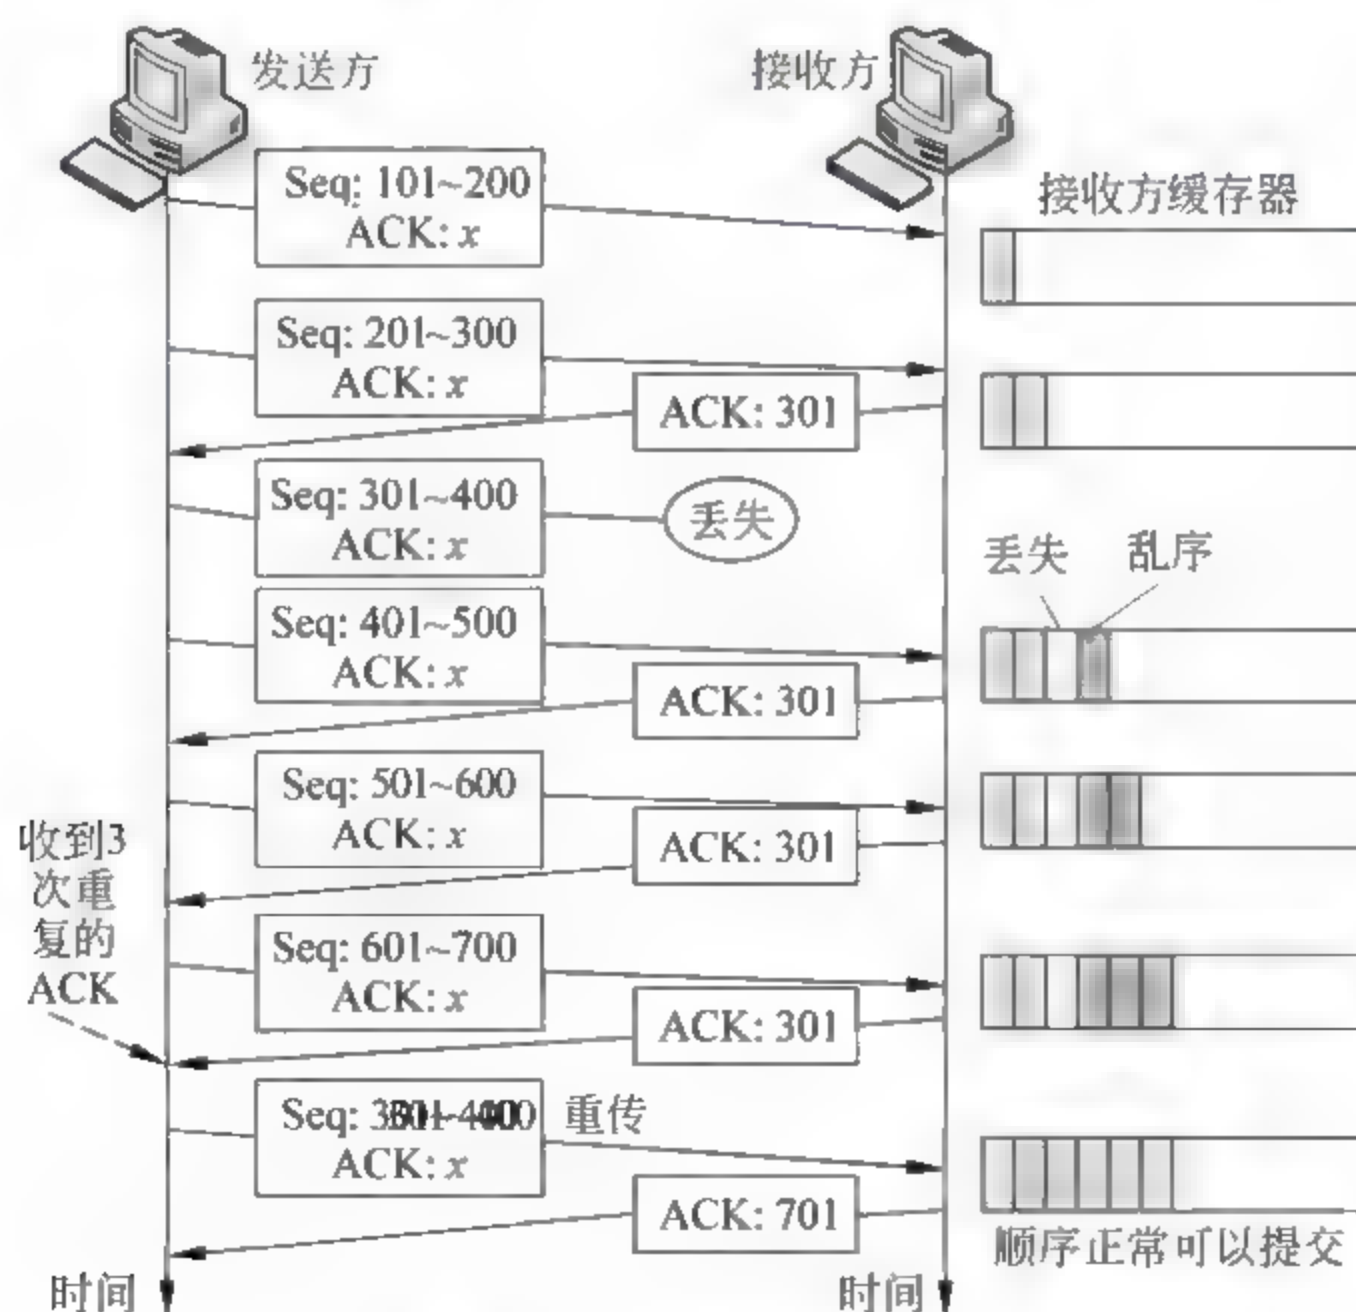 发送方
接收方
Seq: 101~200
ACK: x
接收方缓存器
Seq: 201~300
ACK: x
ACK: 301
Seq: 301~400
ACK: x
丢失
丢失
乱序
Seq: 401~500
ACK: x
ACK: 301
Seq: 501~600
ACK: x
ACK: 301
收到3
次重
复的
ACK
Seq: 601~700
ACK: x
ACK: 301
Seq:
重传
ACK: x
ACK: 701
顺序正常可以提交
时间
时间